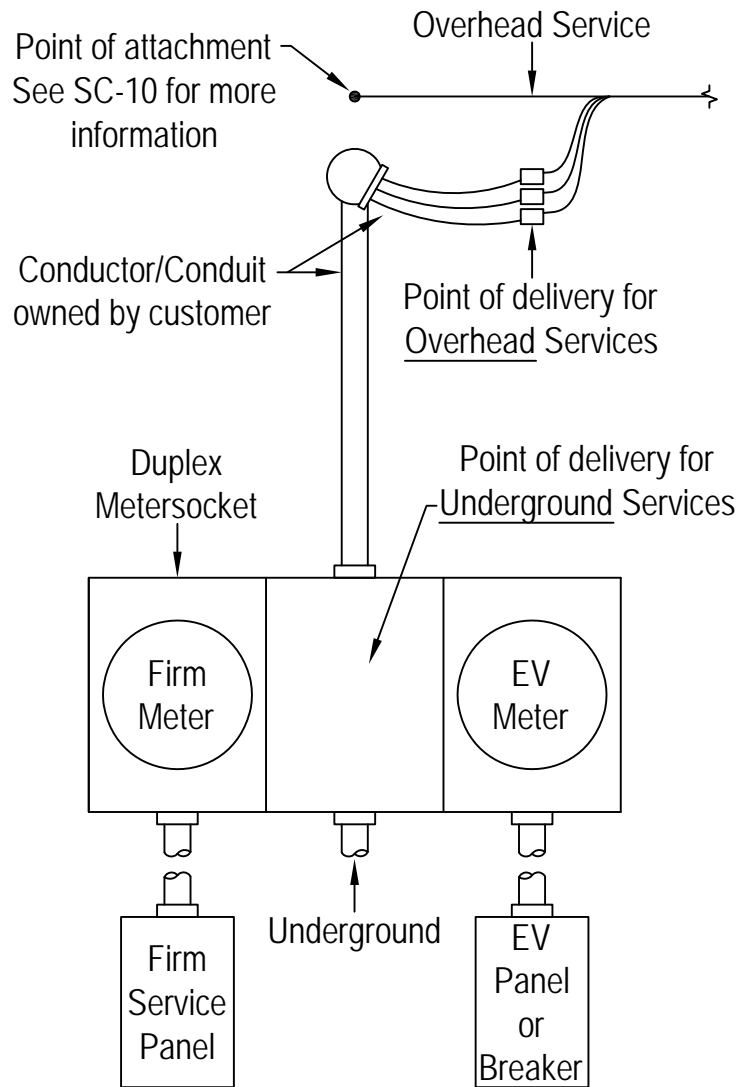 Point of attachment
See SC-10 for more
information
Overhead Service
Conductor/Conduit
owned by customer
Point of delivery for
Overhead Services
Duplex
Metersocket
Point of delivery for
Underground Services
Firm
Meter
EV
Meter
Underground
Firm
Service
Panel
EV
Panel
or
Breaker